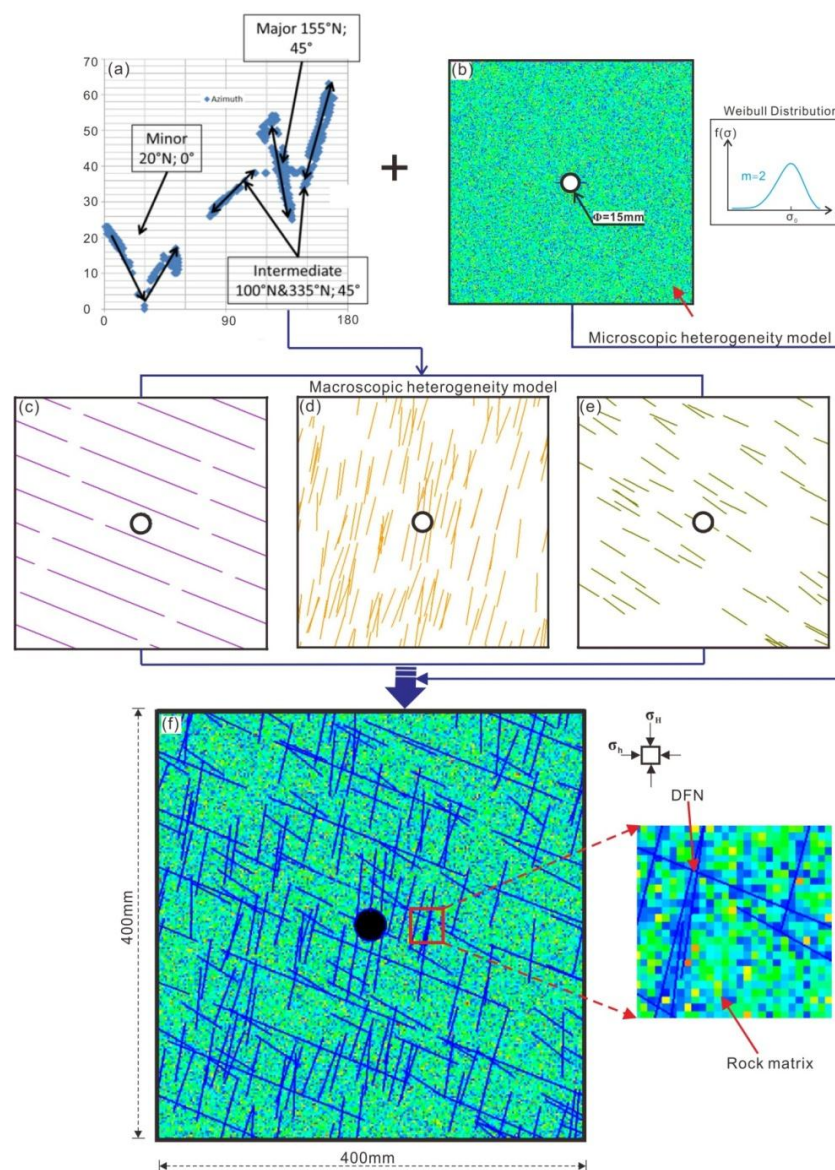 (a)
Major 155°N;
45°
70
60
50
40
30
20
10
0
Azimuth
Minor
20°N; 0°
Intermediate
100°N&335°N; 45°
0
90
180
+
(b)
Φ=15mm
Weibull Distribution
f(σ)
m=2
σ₀
Microscopic heterogeneity model
Macroscopic heterogeneity model
(c)
(d)
(e)
(f)
σH
σh
DFN
Rock matrix
400mm
400mm